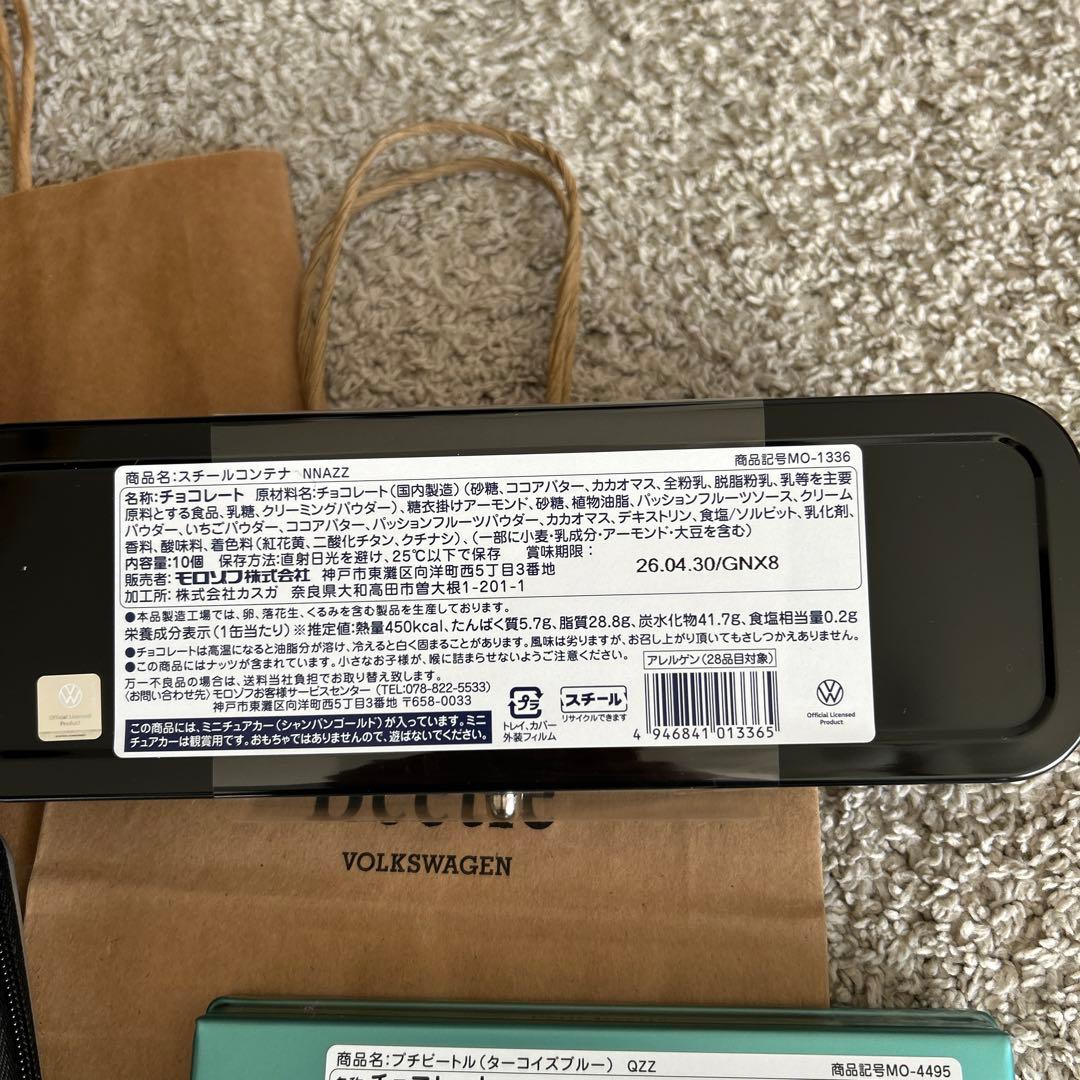 商品名:スチールコンテナ NNAZZ 商品記号MO-1336
名称:チョコレート 原材料名:チョコレート(国内製造)(砂糖、ココアバター、カカオマス、全粉乳、脱脂粉乳、乳等を主要
原料とする食品、乳糖、クリーミングパウダー)、糖衣掛けアーモンド、砂糖、植物油脂、パッションフルーツソース、クリーム
パウダー、いちごパウダー、ココアバター、パッションフルーツパウダー、カカオマス、デキストリン、食塩/ソルビット、乳化剤、
香料、酸味料、着色料(紅花黄、二酸化チタン、クチナシ)、(一部に小麦・乳成分・アーモンド・大豆を含む)
内容量:10個 保存方法:直射日光を避け、25℃以下で保存 賞味期限: 26.04.30/GNX8
販売者:モロゾフ株式会社 神戸市東灘区向洋町西5丁目3番地
加工所:株式会社カスガ 奈良県大和高田市曽大根1-201-1
●本品製造工場では、卵、落花生、くるみを含む製品を生産しております。
栄養成分表示(1缶当たり)※推定値:熱量450kcal、たんぱく質5.7g、脂質28.8g、炭水化物41.7g、食塩相当量0.2g
●チョコレートは高温になると油脂分が溶け、冷えると白く固まることがあります。風味は劣りますが、お召し上がり頂いてもさしつかえありません。
●この商品にはナッツが含まれています。小さなお子様が、喉に詰まらせないようご注意ください。
万一不良品の場合は、送料当社負担でお取り替え致します。
〈お問い合わせ先〉モロゾフお客様サービスセンター(TEL:078-822-5533)
神戸市東灘区向洋町西5丁目3番地 〒658-0033
この商品には、ミニチュアカー(シャンパンゴールド)が入っています。ミニ
チュアカーは観賞用です。おもちゃではありませんので、遊ばないでください。
プラ
トレイ、カバー
外装フィルム
スチール
リサイクルできます
アレルゲン(28品目対象)
4 946841 013365
Official Licensed
Product
Official Licensed
Product
Beetle
VOLKSWAGEN
商品名:プチビートル(ターコイズブルー) QZZ 商品記号MO-4495